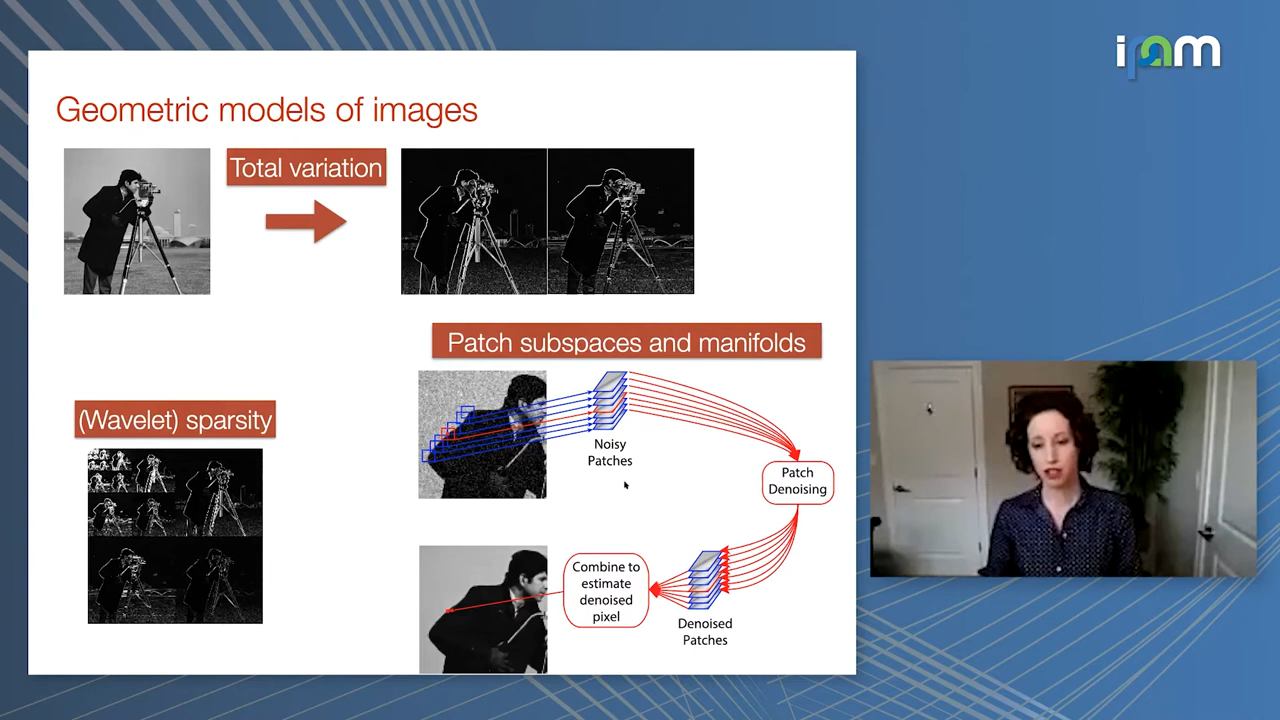 ipam
Geometric models of images
Total variation
Patch subspaces and manifolds
(Wavelet) sparsity
Noisy
Patches
Patch
Denoising
Combine to
estimate
denoised
pixel
Denoised
Patches